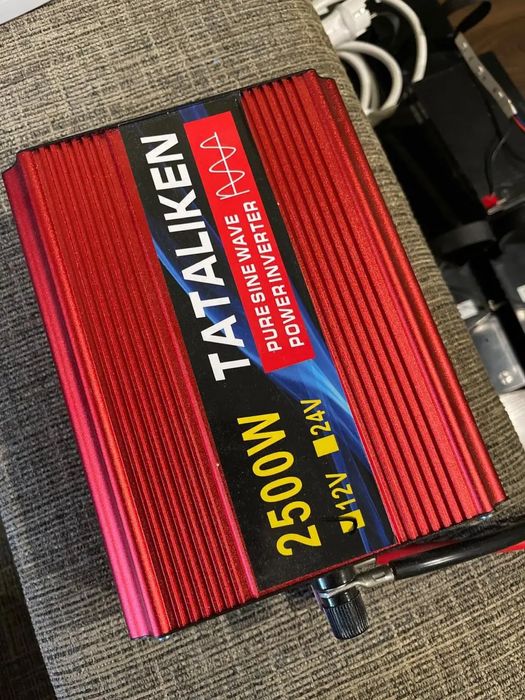 TATALIKEN
PURE SINE WAVE
POWER INVERTER
2500W
12V 24V